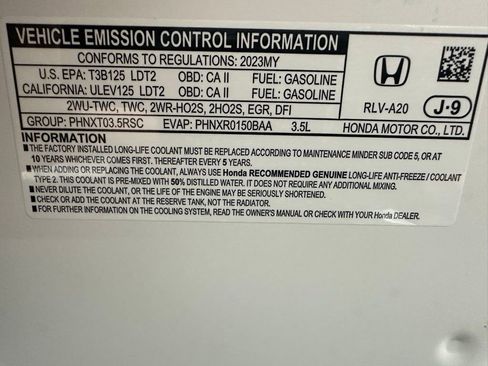 VEHICLE EMISSION CONTROL INFORMATION
CONFORMS TO REGULATIONS: 2023MY
U.S. EPA: T3B125 LDT2 OBD: CA II FUEL: GASOLINE
CALIFORNIA: ULEV125 LDT2 OBD: CA II FUEL: GASOLINE
2WU-TWC, TWC, 2WR-HO2S, 2HO2S, EGR, DFI
RLV-A20 J-9
GROUP: PHNXT03.5RSC EVAP: PHNXR0150BAA 3.5L HONDA MOTOR CO., LTD.
INFORMATION
■THE FACTORY INSTALLED LONG-LIFE COOLANT MUST BE REPLACED ACCORDING TO MAINTENANCE MINDER SUB CODE 5, OR AT
10 YEARS WHICHEVER COMES FIRST. THEREAFTER EVERY 5 YEARS.
■WHEN ADDING OR REPLACING THE COOLANT, ALWAYS USE Honda RECOMMENDED GENUINE LONG-LIFE ANTI-FREEZE / COOLANT
TYPE 2. THIS COOLANT IS PRE-MIXED WITH 50% DISTILLED WATER. IT DOES NOT REQUIRE ANY ADDITIONAL MIXING.
■NEVER DILUTE THE COOLANT, OR THE LIFE OF THE ENGINE MAY BE SERIOUSLY SHORTENED.
■CHECK AND ADD THE COOLANT AT THE RESERVE TANK, NOT THE RADIATOR.
■FOR FURTHER INFORMATION ON THE COOLING SYSTEM, READ THE OWNER'S MANUAL OR CHECK WITH YOUR Honda DEALER.